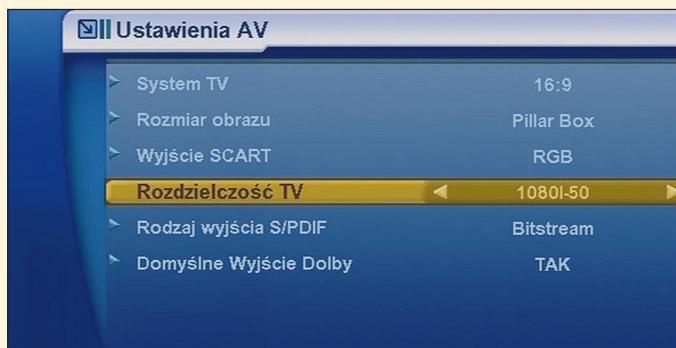 Ustawienia AV
System TV 16:9
Rozmiar obrazu Pillar Box
Wyjście SCART RGB
Rozdzielczość TV 1080I-50
Rodzaj wyjścia S/PDIF Bitstream
Domyślne Wyjście Dolby TAK